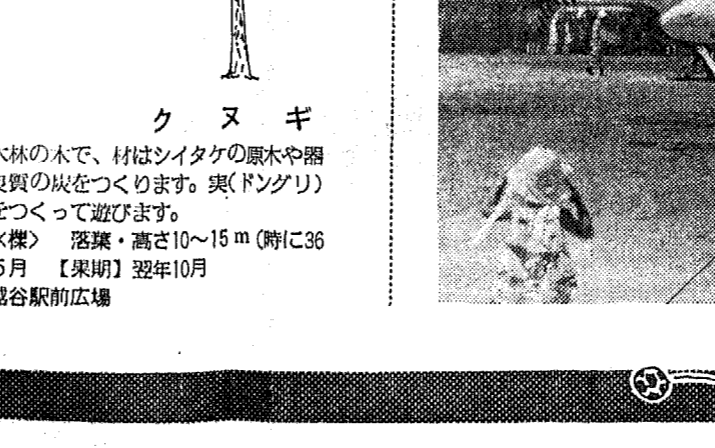 クヌギ
木林の木で、材はシイタケの原木や器
良質の炭をつくります。実(ドングリ)
をつくって遊びます。
<櫟> 落葉・高さ10〜15m(時に36
5月 【果期】翌年10月
越谷駅前広場